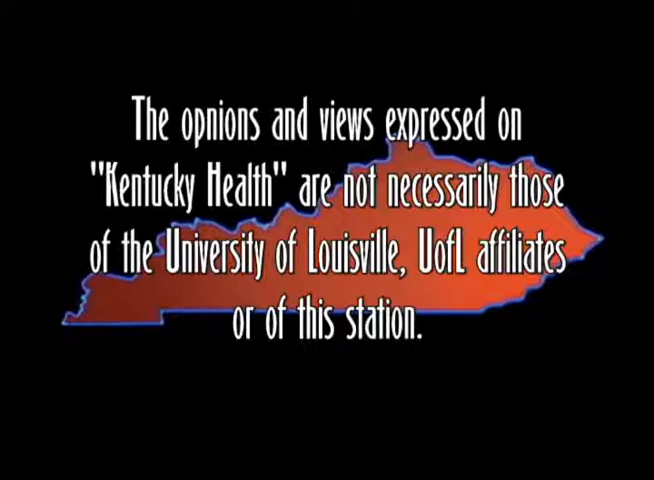 The opnions and views expressed on
"Kentucky Health" are not necessarily those
of the University of Louisville, UofL affiliates
or of this station.